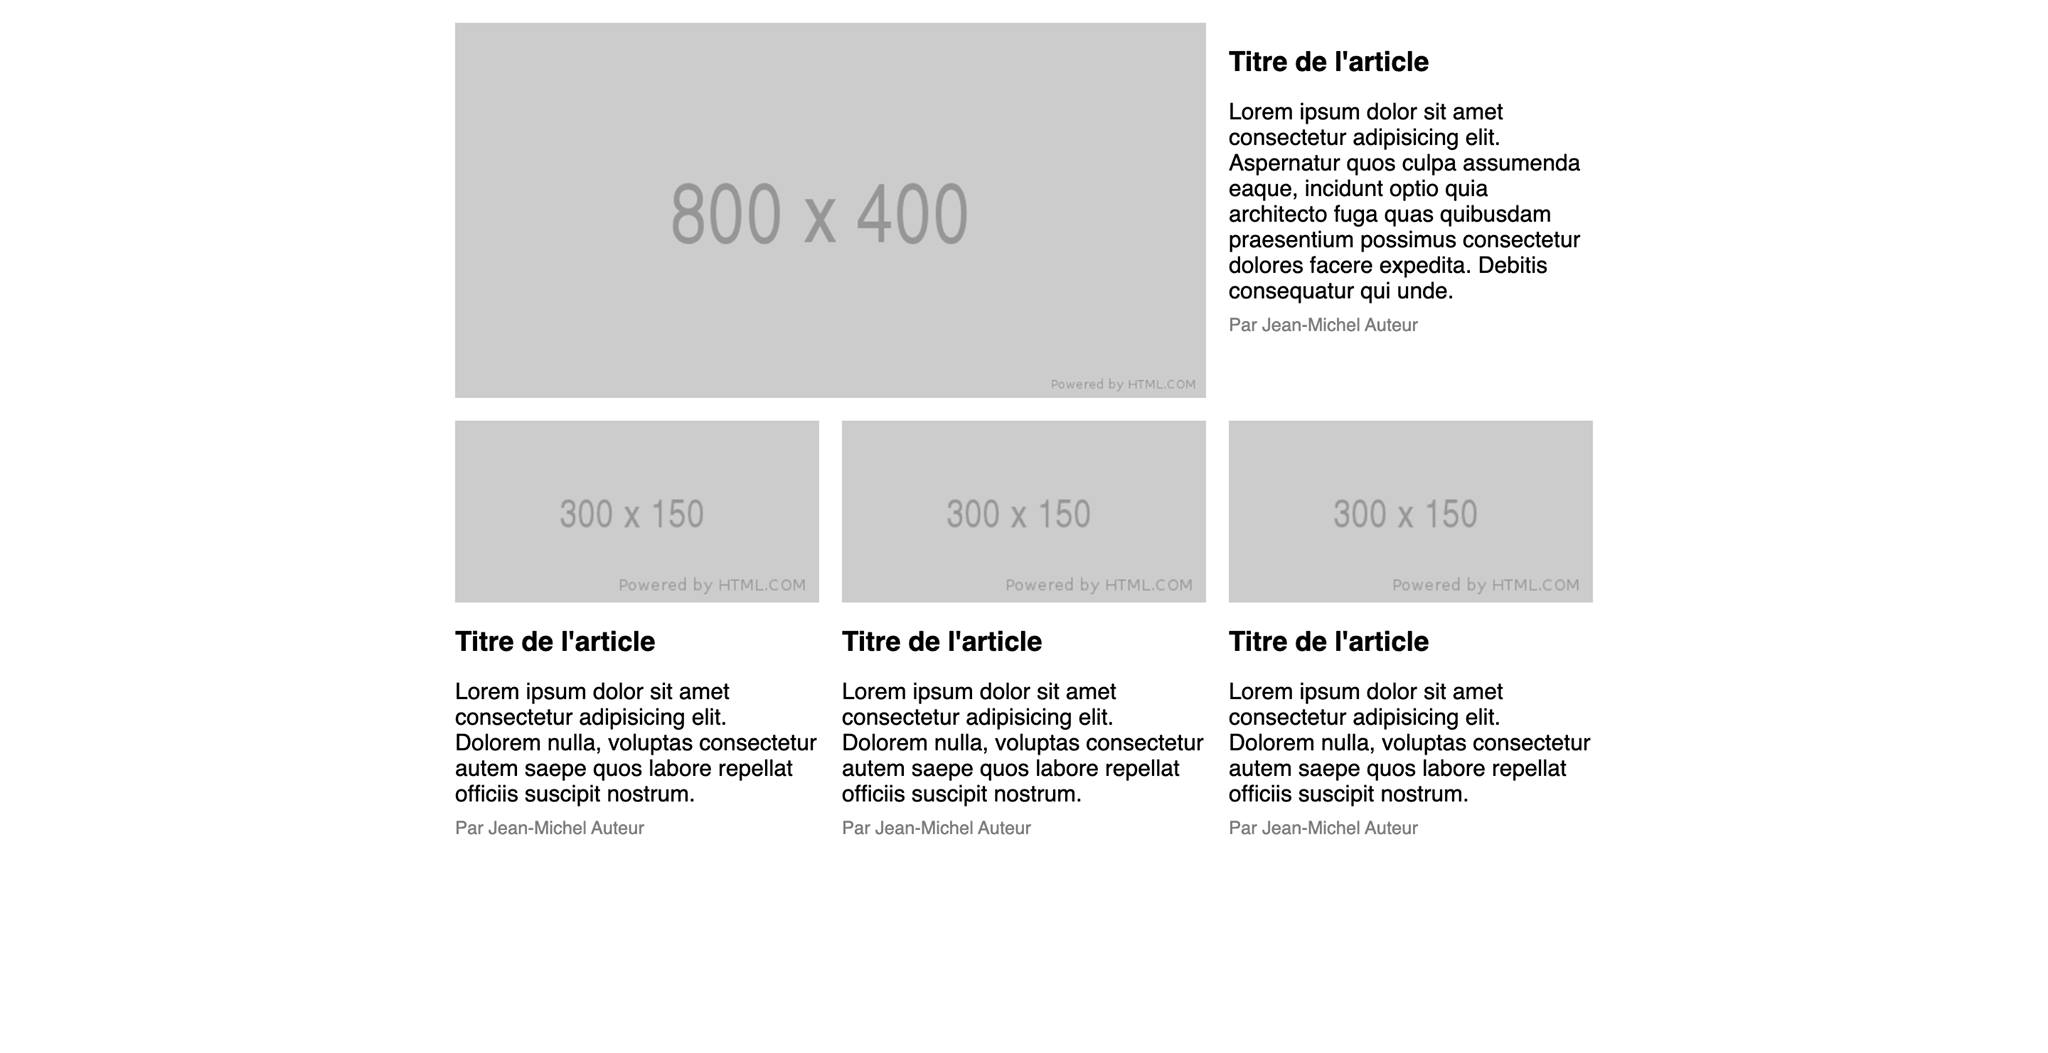 800 x 400
Powered by HTML.COM
Titre de l'article
Lorem ipsum dolor sit amet
consectetur adipisicing elit.
Aspernatur quos culpa assumenda
eaque, incidunt optio quia
architecto fuga quas quibusdam
praesentium possimus consectetur
dolores facere expedita. Debitis
consequatur qui unde.
Par Jean-Michel Auteur
300 x 150
Powered by HTML.COM
Titre de l'article
Lorem ipsum dolor sit amet
consectetur adipisicing elit.
Dolorem nulla, voluptas consectetur
autem saepe quos labore repellat
officiis suscipit nostrum.
Par Jean-Michel Auteur
300 x 150
Powered by HTML.COM
Titre de l'article
Lorem ipsum dolor sit amet
consectetur adipisicing elit.
Dolorem nulla, voluptas consectetur
autem saepe quos labore repellat
officiis suscipit nostrum.
Par Jean-Michel Auteur
300 x 150
Powered by HTML.COM
Titre de l'article
Lorem ipsum dolor sit amet
consectetur adipisicing elit.
Dolorem nulla, voluptas consectetur
autem saepe quos labore repellat
officiis suscipit nostrum.
Par Jean-Michel Auteur